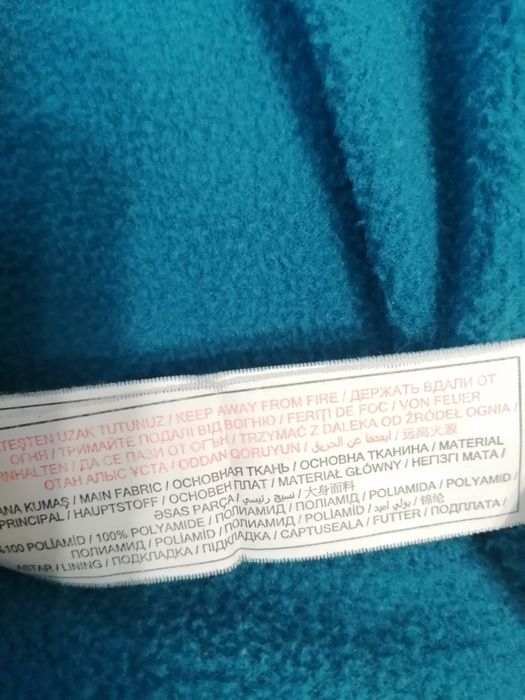 ATEŞTEN UZAK TUTUNUZ / KEEP AWAY FROM FIRE / ДЕРЖАТЬ ВДАЛИ ОТ
ОГНЯ / ТРИМАЙТЕ ПОДАЛІ ВІД ВОГНЮ / FERIȚI DE FOC / VON FEUER
RNHALTEN / ДА СЕ ПАЗИ ОТ ОГЪН / TRZYMAĆ Z DALEKA OD ŹRÓDEŁ OGNIA /
ОТАН АЛЫС ҰСТА / ODDAN QORUYUN / ابتعدها عن الحريق / 远离火源
ANA KUMAŞ / MAIN FABRIC / ОСНОВНАЯ ТКАНЬ / ОСНОВНА ТКАНИНА / MATERIAL
PRINCIPAL / HAUPTSTOFF / ОСНОВЕН ПЛАТ / MATERIAŁ GŁÓWNY / НЕГІЗГІ МАТА /
ƏSAS PARÇA / نسيج رئيسي / 大身面料
%100 POLİAMİD / 100% POLYAMIDE / ПОЛИАМИД / ПОЛІАМІД / POLIAMIDA / POLYAMID /
ПОЛИАМИД / POLIAMID / ПОЛИАМИД / POLİAMİD / بولي أميد / 锦纶
ASTAR / LINING / ПОДКЛАДКА / ПІДКЛАДКА / CAPTUSEALA / FUTTER / ПОДПЛАТА /